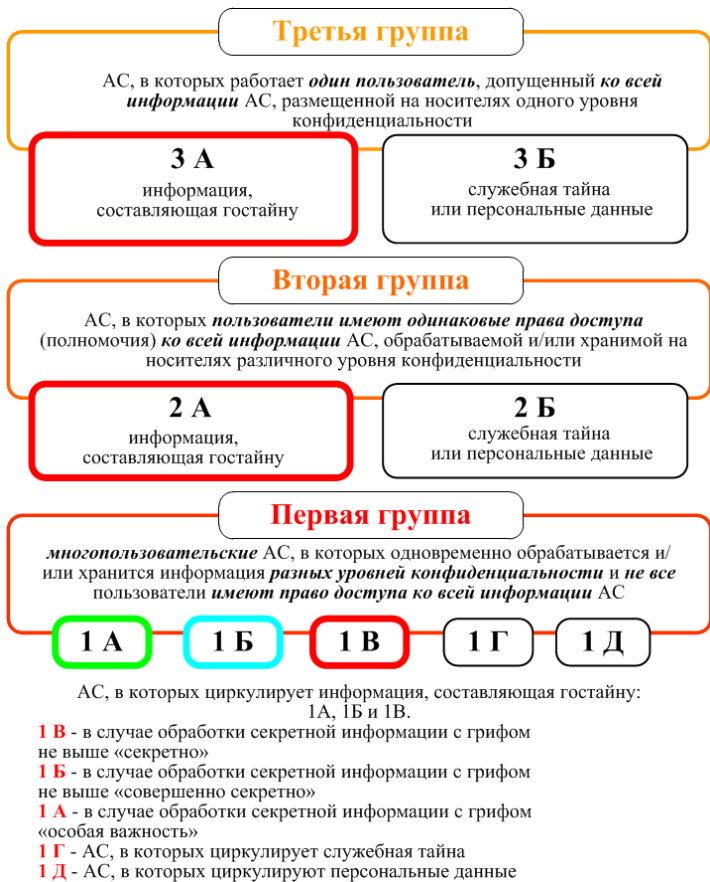 Третья группа
АС, в которых работает один пользователь, допущенный ко всей
информации АС, размещенной на носителях одного уровня
конфиденциальности
3 А
информация,
составляющая гостайну
3 Б
служебная тайна
или персональные данные
Вторая группа
АС, в которых пользователи имеют одинаковые права доступа
(полномочия) ко всей информации АС, обрабатываемой и/или хранимой на
носителях различного уровня конфиденциальности
2 А
информация,
составляющая гостайну
2 Б
служебная тайна
или персональные данные
Первая группа
многопользовательские АС, в которых одновременно обрабатывается и/
или хранится информация разных уровней конфиденциальности и не все
пользователи имеют право доступа ко всей информации АС
1 А 1 Б 1 В 1 Г 1 Д
АС, в которых циркулирует информация, составляющая гостайну:
1А, 1Б и 1В.
1 В - в случае обработки секретной информации с грифом
не выше «секретно»
1 Б - в случае обработки секретной информации с грифом
не выше «совершенно секретно»
1 А - в случае обработки секретной информации с грифом
«особая важность»
1 Г - АС, в которых циркулирует служебная тайна
1 Д - АС, в которых циркулируют персональные данные